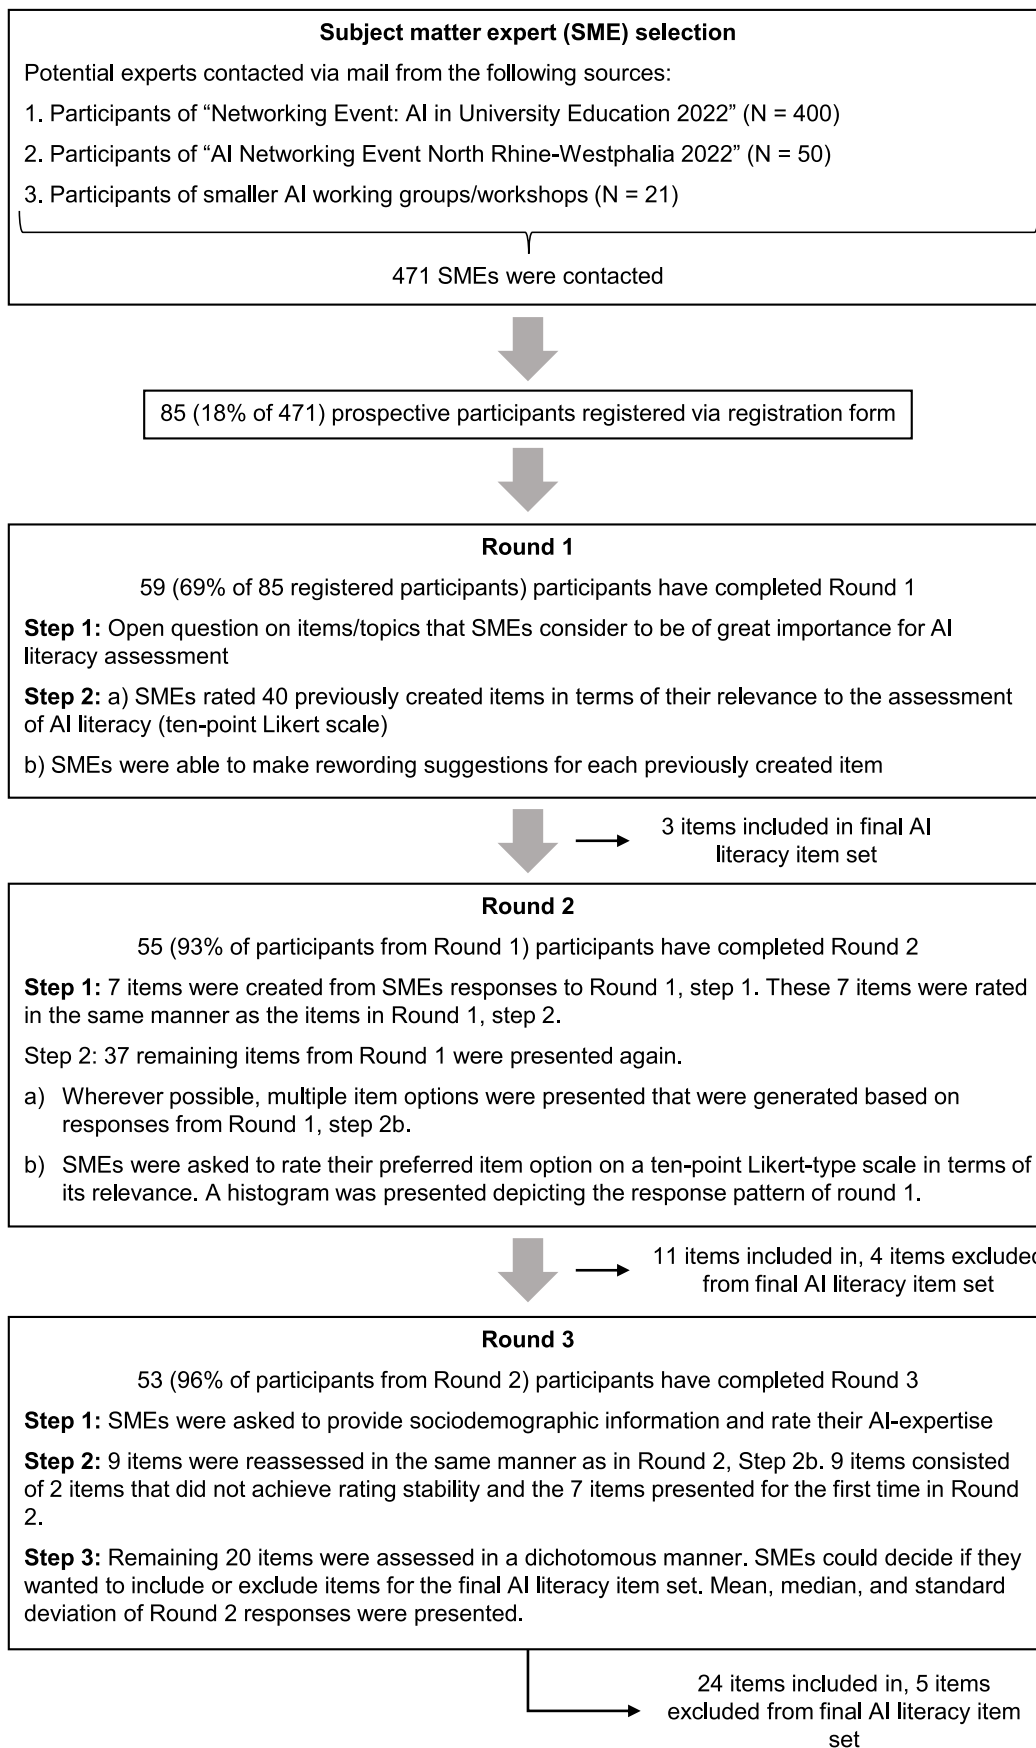 Subject matter expert (SME) selection
Potential experts contacted via mail from the following sources:
1. Participants of “Networking Event: AI in University Education 2022” (N = 400)
2. Participants of “AI Networking Event North Rhine-Westphalia 2022” (N = 50)
3. Participants of smaller AI working groups/workshops (N = 21)
471 SMEs were contacted
85 (18% of 471) prospective participants registered via registration form
Round 1
59 (69% of 85 registered participants) participants have completed Round 1
Step 1: Open question on items/topics that SMEs consider to be of great importance for AI
literacy assessment
Step 2: a) SMEs rated 40 previously created items in terms of their relevance to the assessment
of AI literacy (ten-point Likert scale)
b) SMEs were able to make rewording suggestions for each previously created item
3 items included in final AI
literacy item set
Round 2
55 (93% of participants from Round 1) participants have completed Round 2
Step 1: 7 items were created from SMEs responses to Round 1, step 1. These 7 items were rated
in the same manner as the items in Round 1, step 2.
Step 2: 37 remaining items from Round 1 were presented again.
a) Wherever possible, multiple item options were presented that were generated based on
responses from Round 1, step 2b.
b) SMEs were asked to rate their preferred item option on a ten-point Likert-type scale in terms of
its relevance. A histogram was presented depicting the response pattern of round 1.
11 items included in, 4 items excluded
from final AI literacy item set
Round 3
53 (96% of participants from Round 2) participants have completed Round 3
Step 1: SMEs were asked to provide sociodemographic information and rate their AI-expertise
Step 2: 9 items were reassessed in the same manner as in Round 2, Step 2b. 9 items consisted
of 2 items that did not achieve rating stability and the 7 items presented for the first time in Round
2.
Step 3: Remaining 20 items were assessed in a dichotomous manner. SMEs could decide if they
wanted to include or exclude items for the final AI literacy item set. Mean, median, and standard
deviation of Round 2 responses were presented.
24 items included in, 5 items
excluded from final AI literacy item
set